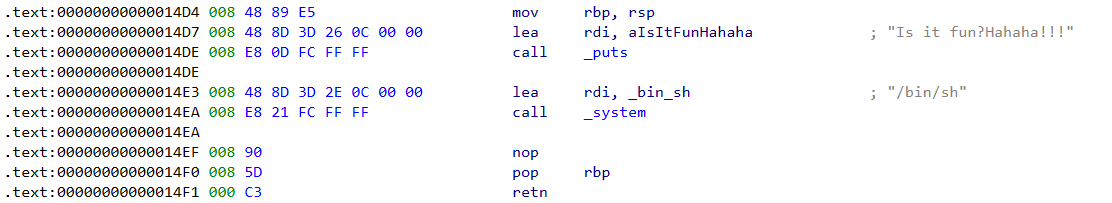 .text:00000000000014D4 008 48 89 E5 mov rbp, rsp
.text:00000000000014D7 008 48 8D 3D 26 0C 00 00 lea rdi, aIsItFunHahaha ; "Is it fun?Hahaha!!!"
.text:00000000000014DE 008 E8 0D FC FF FF call _puts
.text:00000000000014DE
.text:00000000000014E3 008 48 8D 3D 2E 0C 00 00 lea rdi, _bin_sh ; "/bin/sh"
.text:00000000000014EA 008 E8 21 FC FF FF call _system
.text:00000000000014EA
.text:00000000000014EF 008 90 nop
.text:00000000000014F0 008 5D pop rbp
.text:00000000000014F1 000 C3 retn